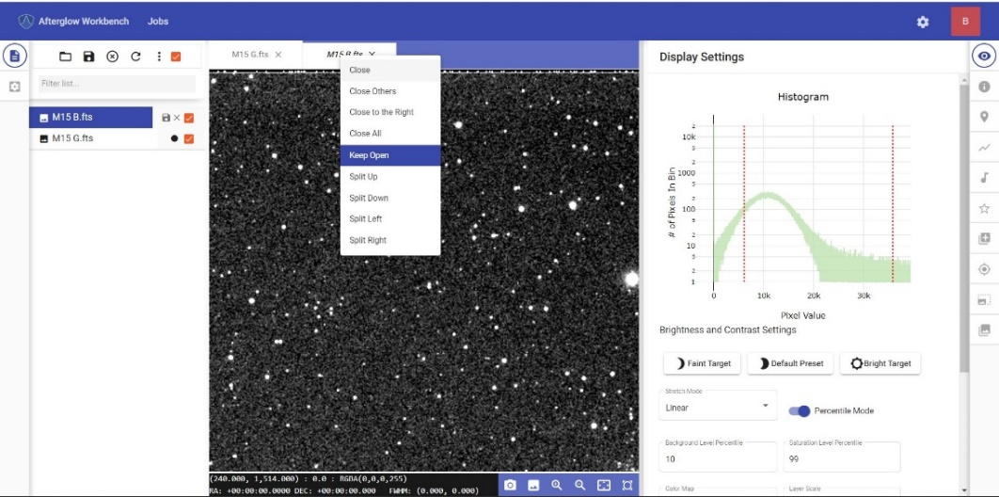 Afterglow Workbench Jobs
B
M15 G.fts
M15 B.fts
Filter list...
M15 B.fts
M15 G.fts
Close
Close Others
Close to the Right
Close All
Keep Open
Split Up
Split Down
Split Left
Split Right
(240.000, 1,514.000) : 0.0 : RGBA(0,0,0,255)
RA: +00:00:00.0000 DEC: +00:00:00.000 FWHM: (0.000, 0.000)
Display Settings
Histogram
# of Pixels In Bin
2
10k
5
2
1000
5
2
100
5
2
10
5
2
1
0 10k 20k 30k
Pixel Value
Brightness and Contrast Settings
Faint Target Default Preset Bright Target
Stretch Mode
Linear
Percentile Mode
Background Level Percentile Saturation Level Percentile
10 99
Color Map Layer Scale